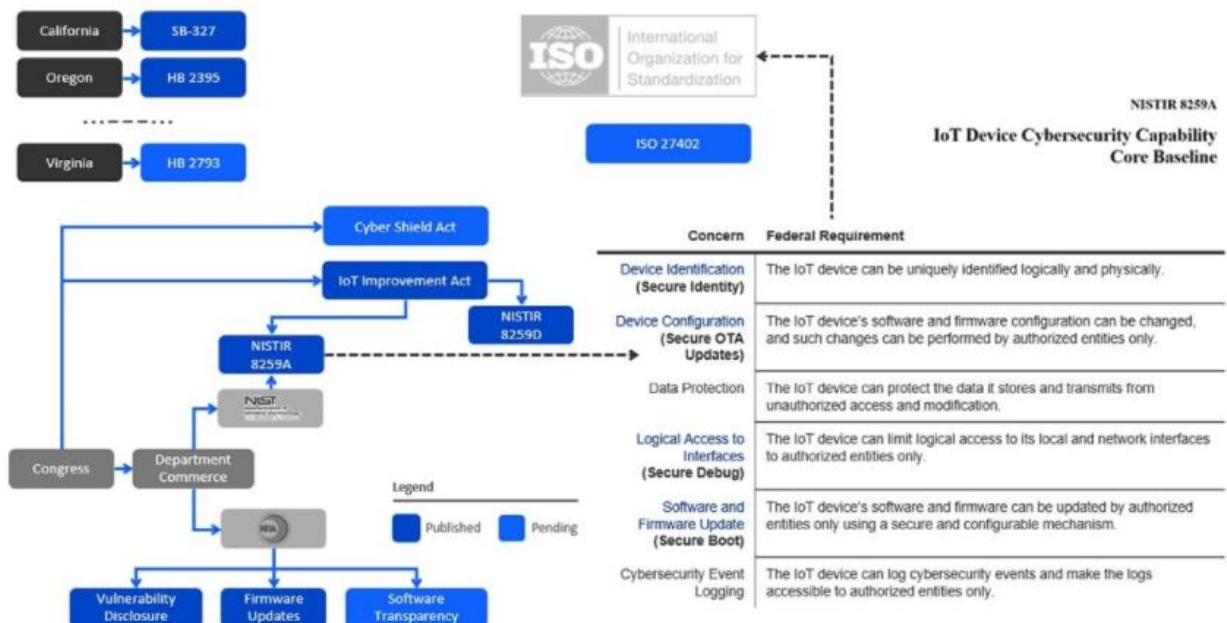 California
SB-327
Oregon
HB 2395
Virginia
HB 2793
ISO
International
Organization for
Standardization
ISO 27402
NISTIR 8259A
IoT Device Cybersecurity Capability
Core Baseline
Cyber Shield Act
IoT Improvement Act
NISTIR
8259D
NISTIR
8259A
NIST
Congress
Department
Commerce
Legend
Published
Pending
Vulnerability
Disclosure
Firmware
Updates
Software
Transparency
Concern
Federal Requirement
Device Identification
(Secure Identity)
The IoT device can be uniquely identified logically and physically.
Device Configuration
(Secure OTA
Updates)
The IoT device's software and firmware configuration can be changed,
and such changes can be performed by authorized entities only.
Data Protection
The IoT device can protect the data it stores and transmits from
unauthorized access and modification.
Logical Access to
Interfaces
(Secure Debug)
The IoT device can limit logical access to its local and network interfaces
to authorized entities only.
Software and
Firmware Update
(Secure Boot)
The IoT device's software and firmware can be updated by authorized
entities only using a secure and configurable mechanism.
Cybersecurity Event
Logging
The IoT device can log cybersecurity events and make the logs
accessible to authorized entities only.